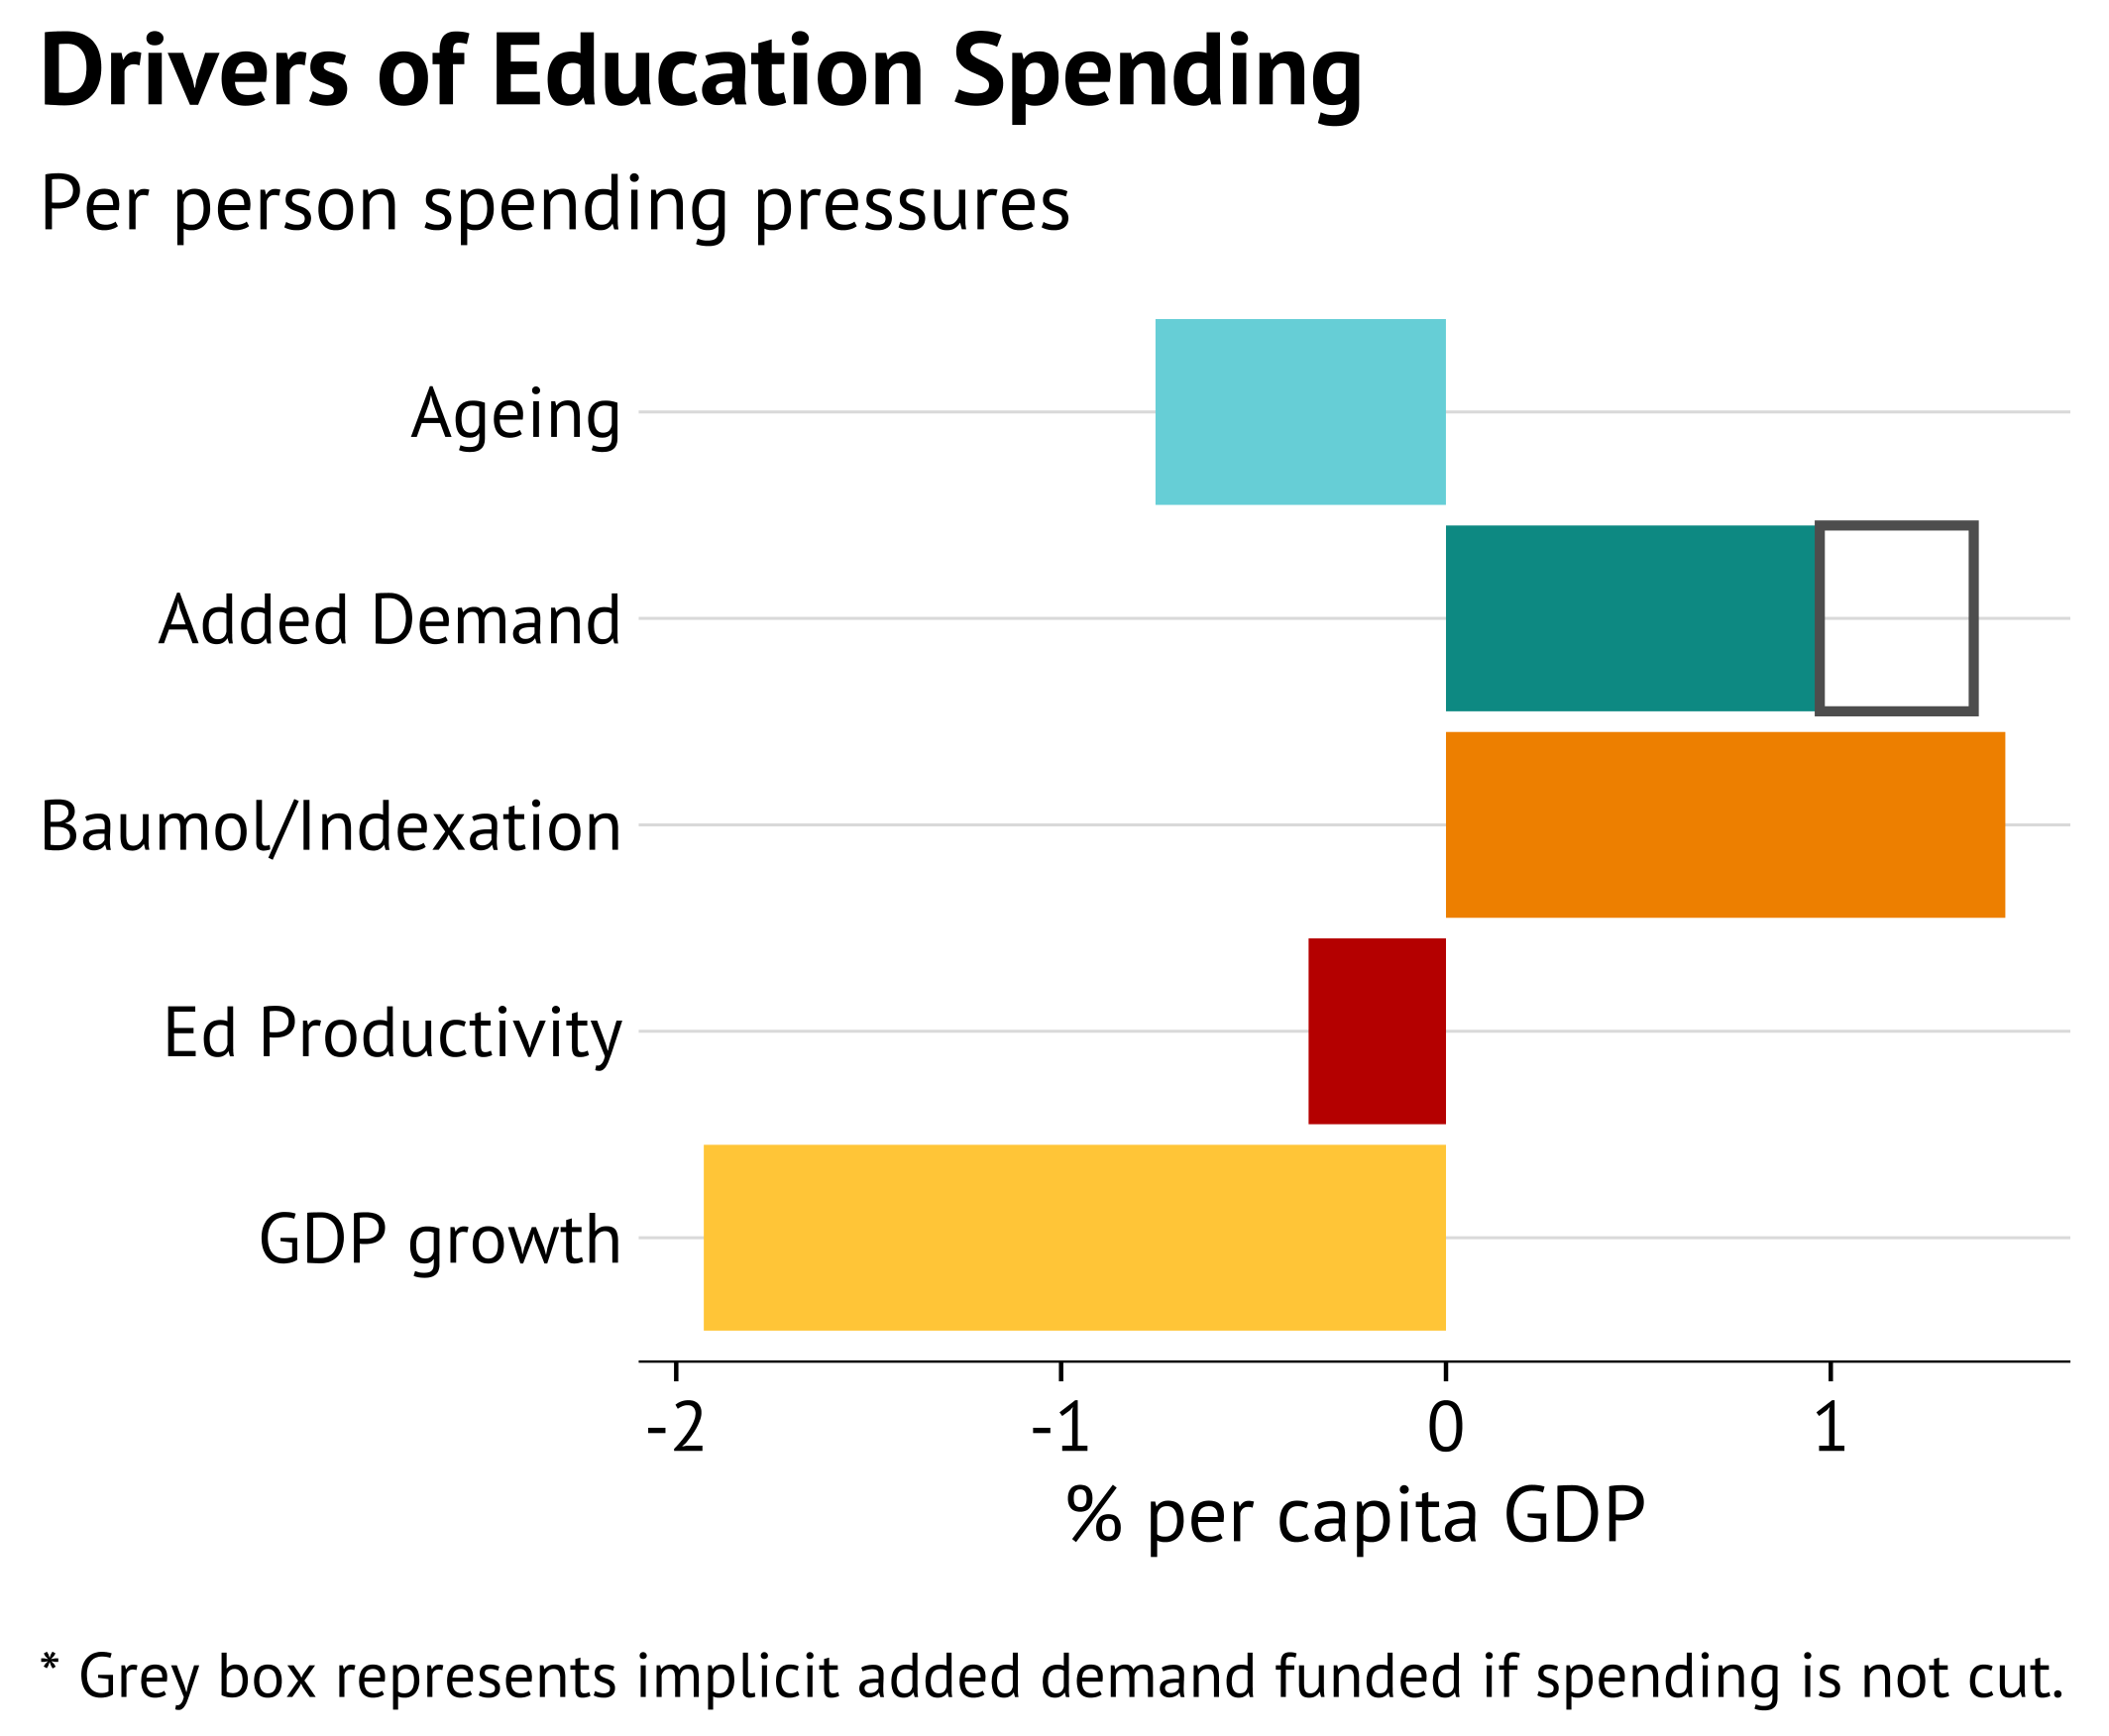 Drivers of Education Spending
Per person spending pressures
Ageing
Added Demand
Baumol/Indexation
Ed Productivity
GDP growth
-2 -1 0 1
% per capita GDP
* Grey box represents implicit added demand funded if spending is not cut.